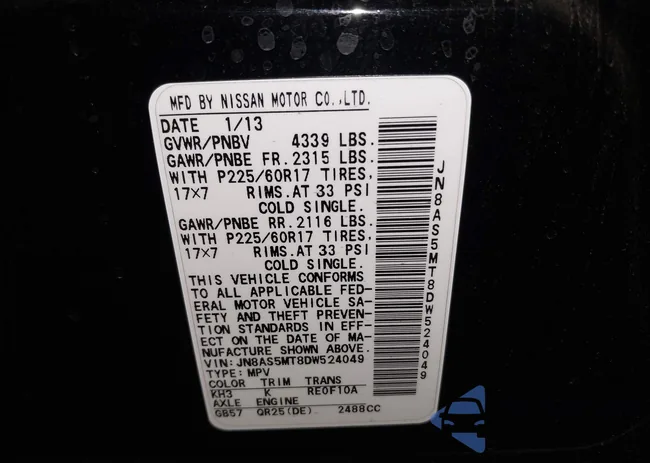 MFD BY NISSAN MOTOR CO.,LTD.
DATE 1/13
GVWR/PNBV 4339 LBS.
GAWR/PNBE FR. 2315 LBS.
WITH P225/60R17 TIRES,
17×7 RIMS. AT 33 PSI
COLD SINGLE.
GAWR/PNBE RR. 2116 LBS.
WITH P225/60R17 TIRES,
17×7 RIMS. AT 33 PSI
COLD SINGLE.
THIS VEHICLE CONFORMS
TO ALL APPLICABLE FED-
ERAL MOTOR VEHICLE SA-
FETY AND THEFT PREVEN-
TION STANDARDS IN EFF-
ECT ON THE DATE OF MA-
NUFACTURE SHOWN ABOVE.
VIN: JN8AS5MT8DW524049
TYPE: MPV
COLOR TRIM TRANS
KH3 K RE0F10A
AXLE ENGINE
GB57 QR25(DE) 2488CC
JN8AS5MT8DW524049